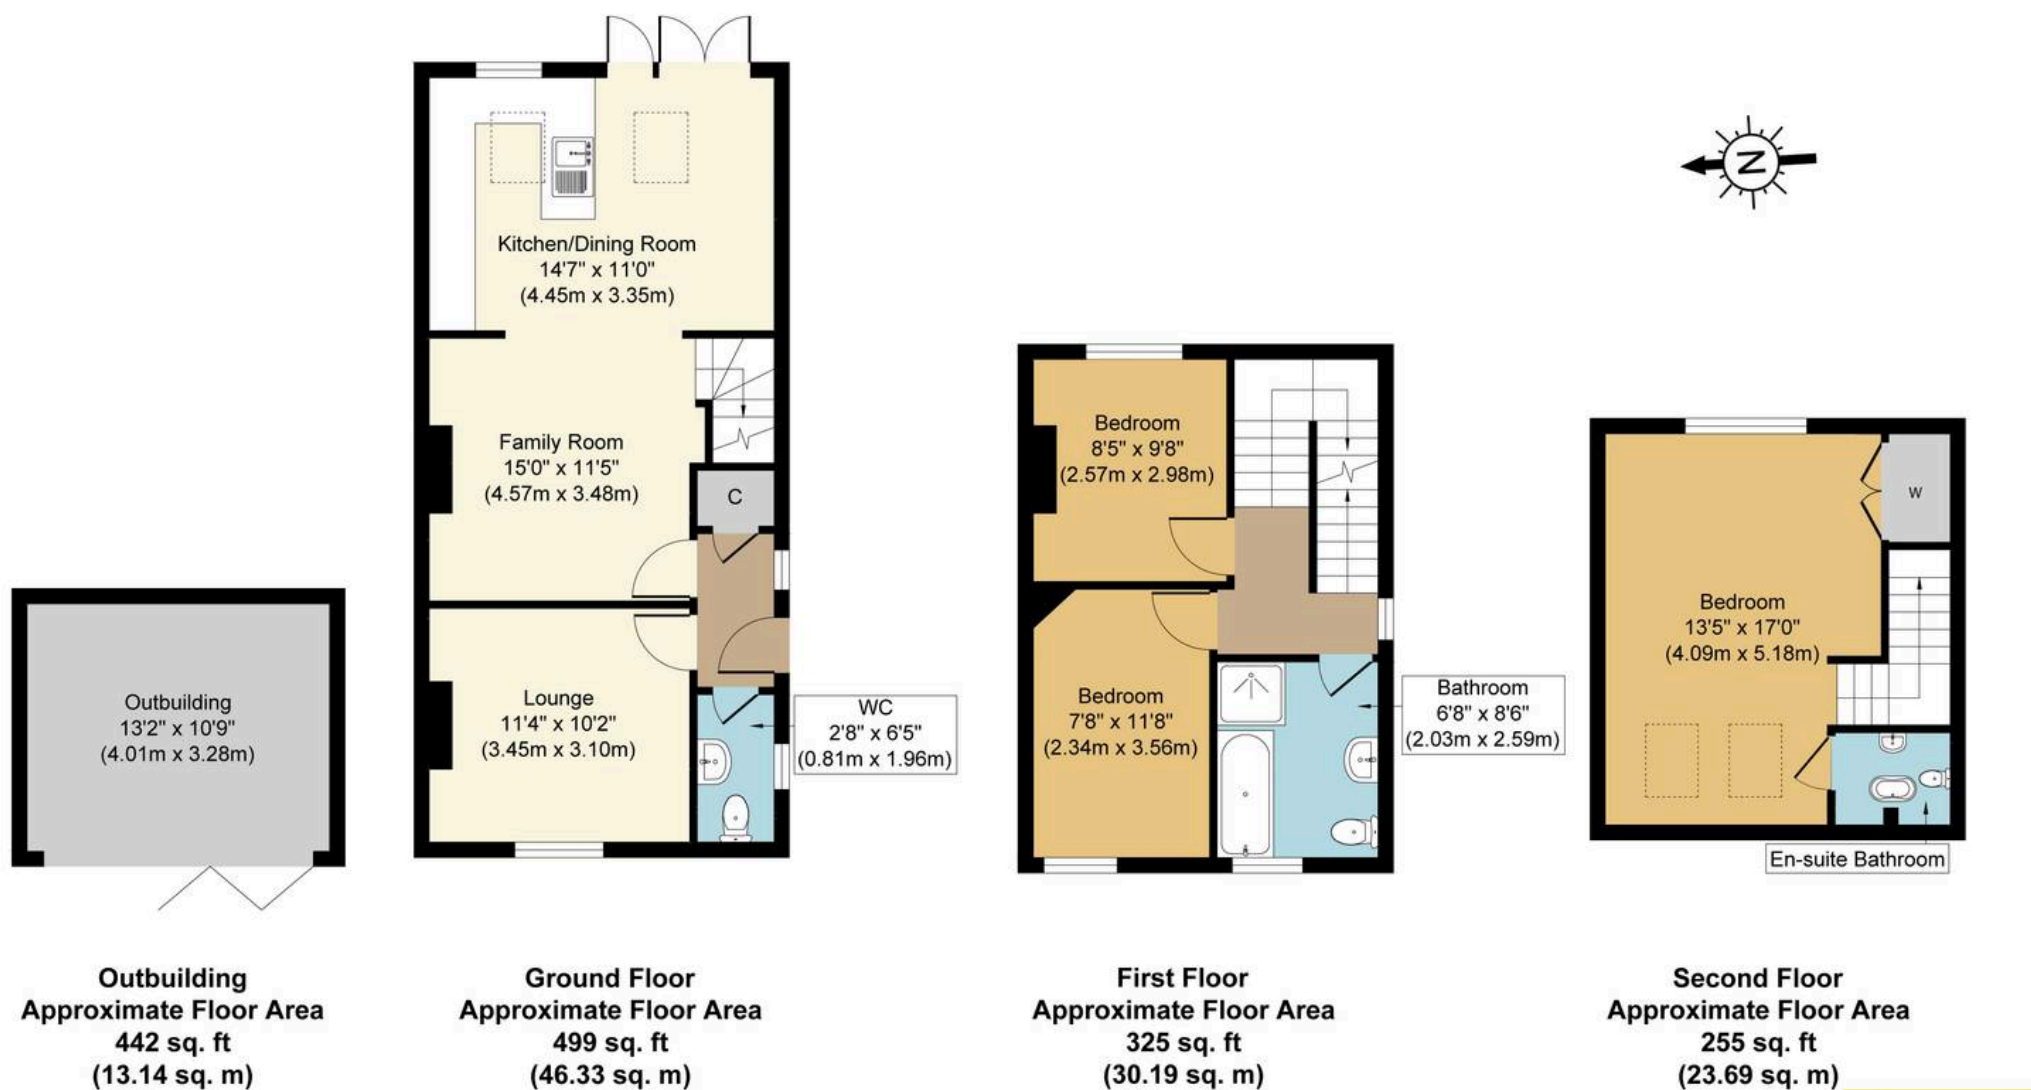 N
Kitchen/Dining Room
14'7" x 11'0"
(4.45m x 3.35m)
Family Room
15'0" x 11'5"
(4.57m x 3.48m)
C
Lounge
11'4" x 10'2"
(3.45m x 3.10m)
WC
2'8" x 6'5"
(0.81m x 1.96m)
Outbuilding
13'2" x 10'9"
(4.01m x 3.28m)
Bedroom
8'5" x 9'8"
(2.57m x 2.98m)
Bedroom
7'8" x 11'8"
(2.34m x 3.56m)
Bathroom
6'8" x 8'6"
(2.03m x 2.59m)
W
Bedroom
13'5" x 17'0"
(4.09m x 5.18m)
En-suite Bathroom
Outbuilding
Approximate Floor Area
442 sq. ft
(13.14 sq. m)
Ground Floor
Approximate Floor Area
499 sq. ft
(46.33 sq. m)
First Floor
Approximate Floor Area
325 sq. ft
(30.19 sq. m)
Second Floor
Approximate Floor Area
255 sq. ft
(23.69 sq. m)